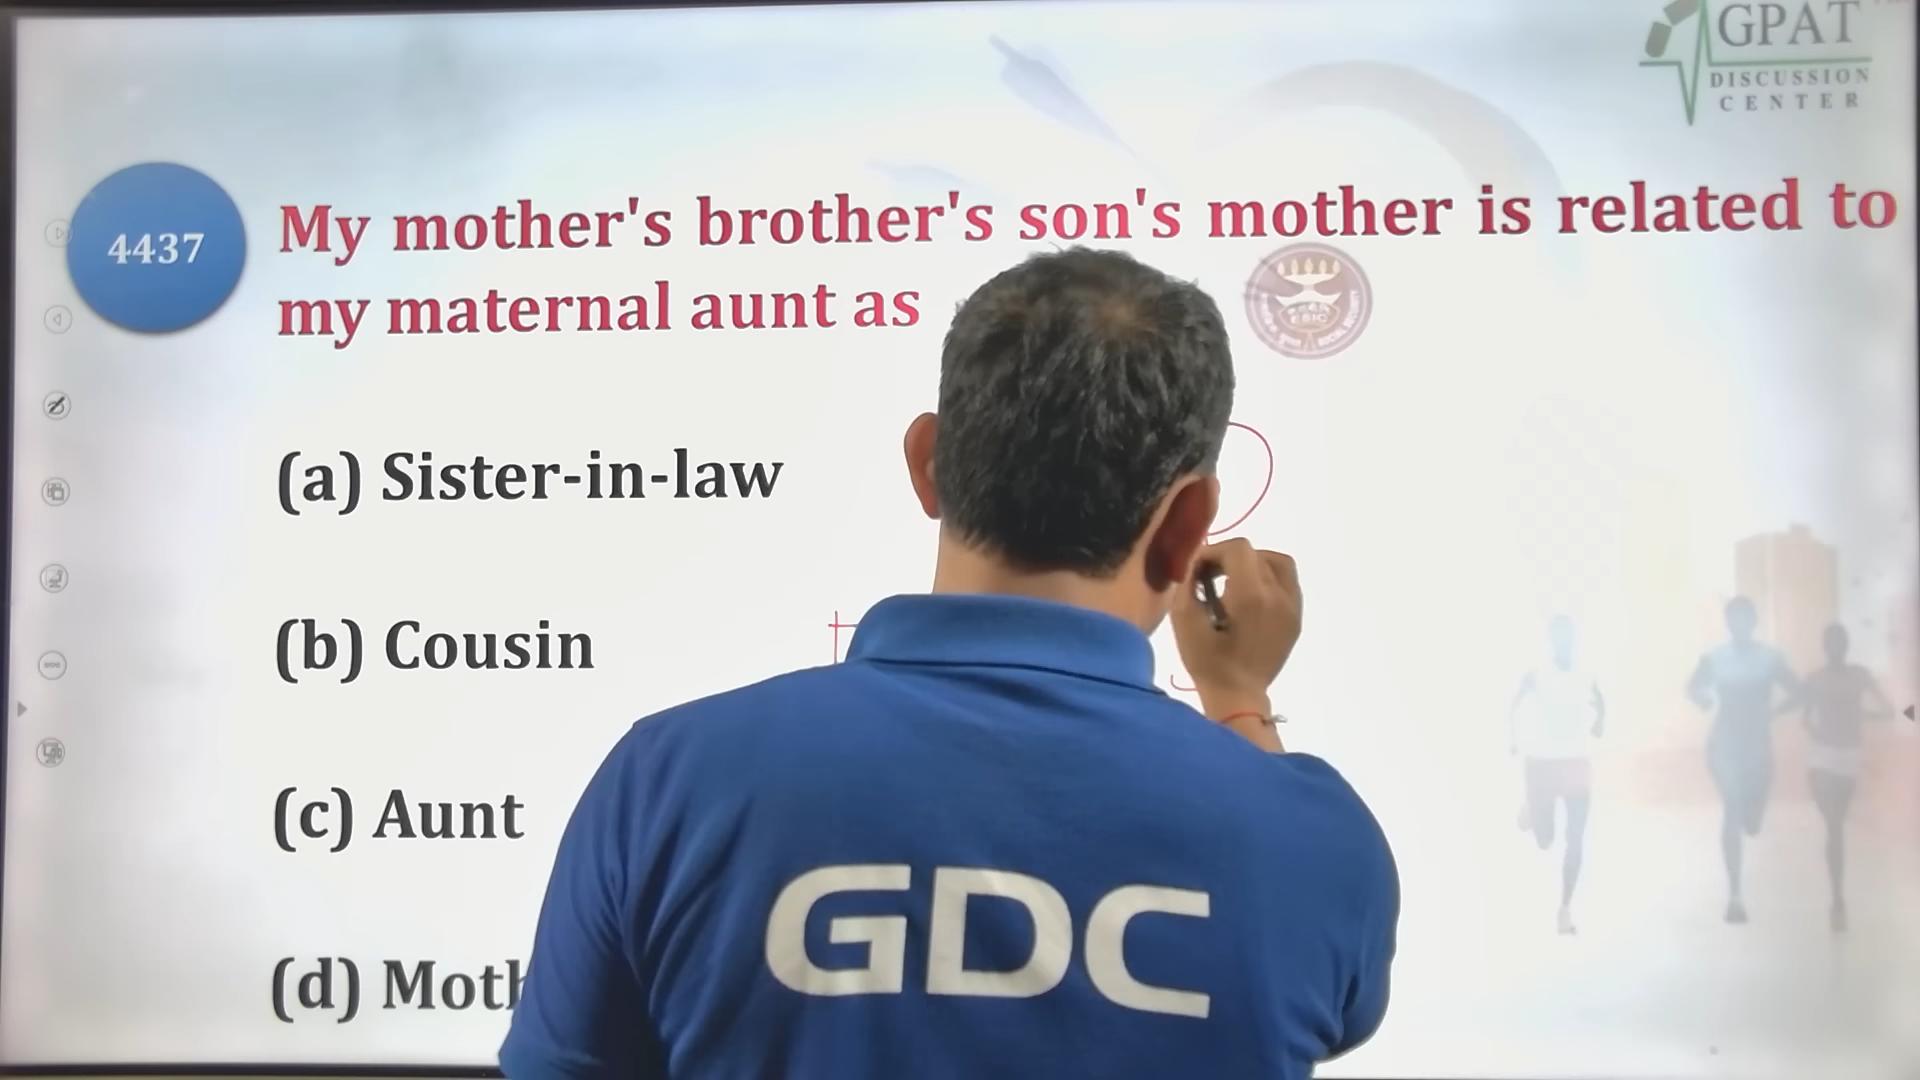 GPAT
DISCUSSION
CENTER
4437
My mother's brother's son's mother is related to
my maternal aunt as
ESIC
(a) Sister-in-law
(b) Cousin
(c) Aunt
(d)
GDC